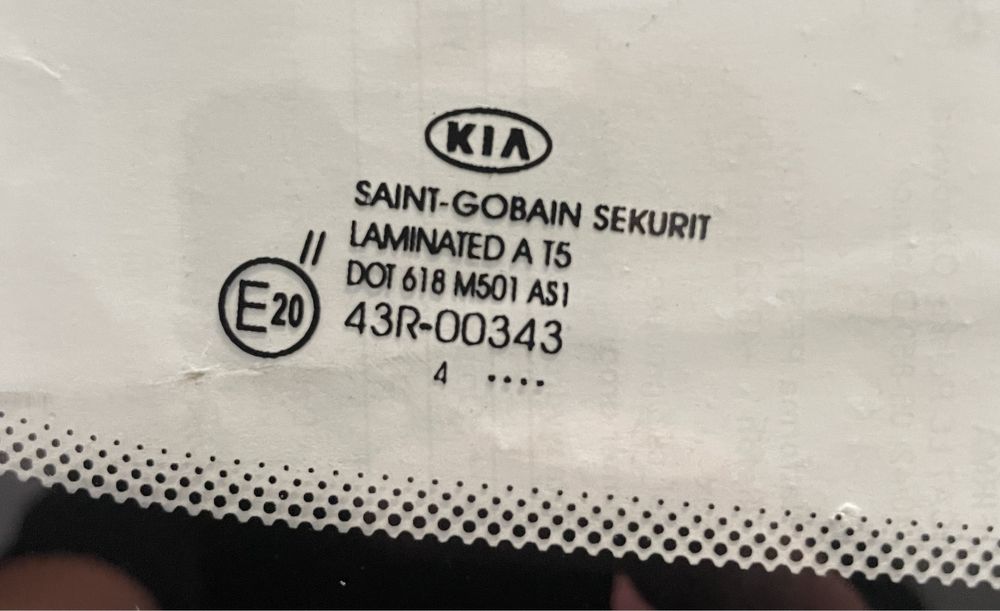 KIA
SAINT-GOBAIN SEKURIT
LAMINATED A T5
//
DOT 618 M501 AS1
E20
43R-00343
4 ....